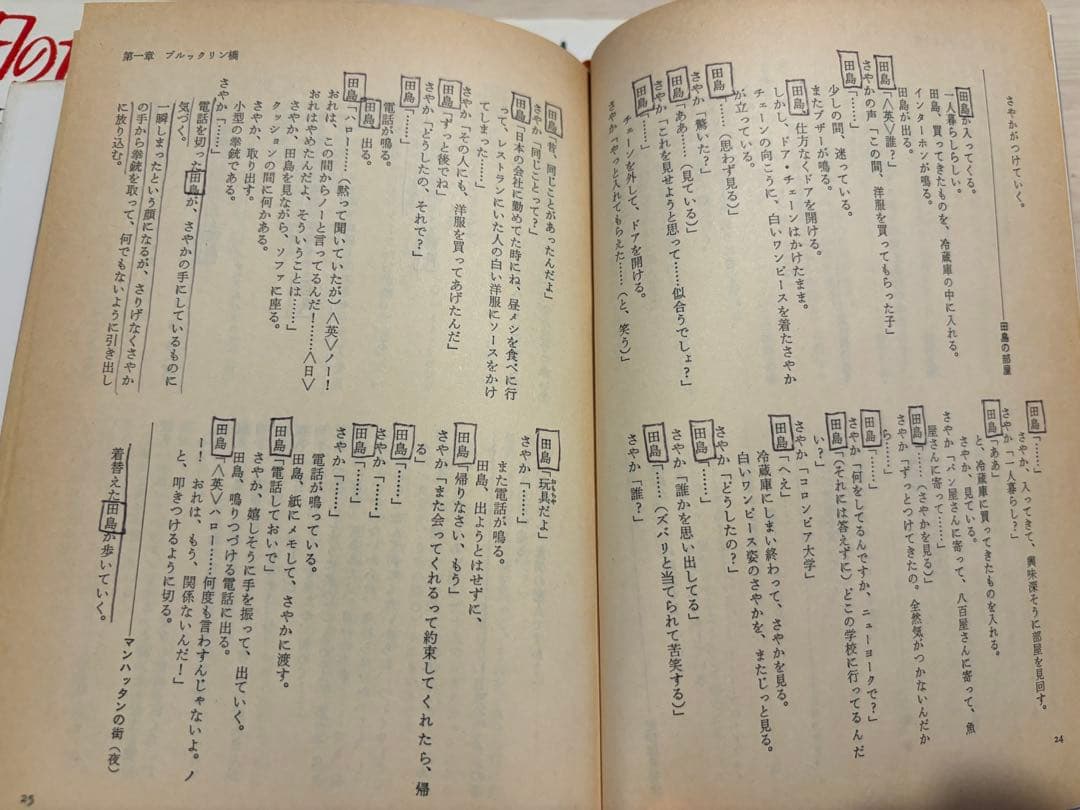 さやかがつけていく。
田島の部屋
田島が入ってくる。
一人暮らしらしい。
田島、買ってきたものを、冷蔵庫の中に入れる。
インターホンが鳴る。
田島が出る。
田島「〈英〉誰?」
さやかの声「この間、洋服を買ってもらった子」
田島「……」
少しの間、迷っている。
またブザーが鳴る。
田島、仕方なくドアを開ける。
しかし、ドア・チェーンはかけたまま。
チェーンの向こうに、白いワンピースを着たさやか
が立っている。
田島「……(思わず見る)」
さやか「驚いた?」
田島「ああ……(見ている)」
さやか「これを見せようと思って……似合うでしょ?」
田島「……」
チェーンを外して、ドアを開ける。
さやか「やっと入れてもらえた……(と、笑う)」
田島「……」
さやか、入ってきて、興味深そうに部屋を見回す。
さやか「一人暮らし?」
田島「ああ」
と、冷蔵庫に買ってきたものを入れる。
さやか、見ている。
さやか「パン屋さんに寄って、八百屋さんに寄って、魚
屋さんに寄って……」
田島「……(さやかを見る)」
さやか「ずっとつけてきたの。全然気がつかないんだか
ら……」
田島「……」
さやか「何をしてるんですか、ニューヨークで?」
田島「(それには答えずに)どこの学校に行ってるんだ
い?」
さやか「コロンビア大学」
田島「へえ」
冷蔵庫にしまい終わって、さやかを見る。
白いワンピース姿のさやかを、またじっと見る。
さやか「どうしたの?」
田島「……」
さやか「誰かを思い出してる」
田島「……(ズバリと当てられて苦笑する)」
さやか「誰?」
24
第一章 ブルックリン橋
田島「昔、同じことがあったんだよ」
さやか「同じことって?」
田島「日本の会社に勤めてた時にね、昼メシを食べに行
って、レストランにいた人の白い洋服にソースをかけ
てしまった……」
さやか「その人にも、洋服を買ってあげたんだ」
田島「ずっと後でね」
さやか「どうしたの、それで?」
田島「……」
電話が鳴る。
田島、出る。
田島「ハロー……(黙って聞いていたが)〈英〉ノー!
おれは、この間からノーと言ってるんだ!……〈日〉
おれはやめたんだよ、そういうことは……」
さやか、田島を見ながら、ソファに座る。
クッションの間に何かある。
さやか、取り出す。
小型の拳銃である。
さやか「……」
電話を切った田島が、さやかの手にしているものに
気づく。
一瞬しまったという顔になるが、さりげなくさやか
の手から拳銃を取って、何でもないように引き出し
に放り込む。
田島「玩具だよ」
おもちゃ
さやか「……」
また電話が鳴る。
田島、出ようとはせずに、
田島「帰りなさい、もう」
さやか「また会ってくれるって約束してくれたら、帰
る」
田島「……」
さやか「……」
田島「……」
さやか「……」
電話が鳴っている。
田島、紙にメモして、さやかに渡す。
田島「電話しておいで」
さやか、嬉しそうに手を振って、出ていく。
田島、鳴りつづける電話に出る。
田島「〈英〉ハロー……何度も言わすんじゃないよ。ノ
ー! おれは、もう、関係ないんだ!」
と、叩きつけるように切る。
マンハッタンの街(夜)
着替えた田島が歩いていく。
25